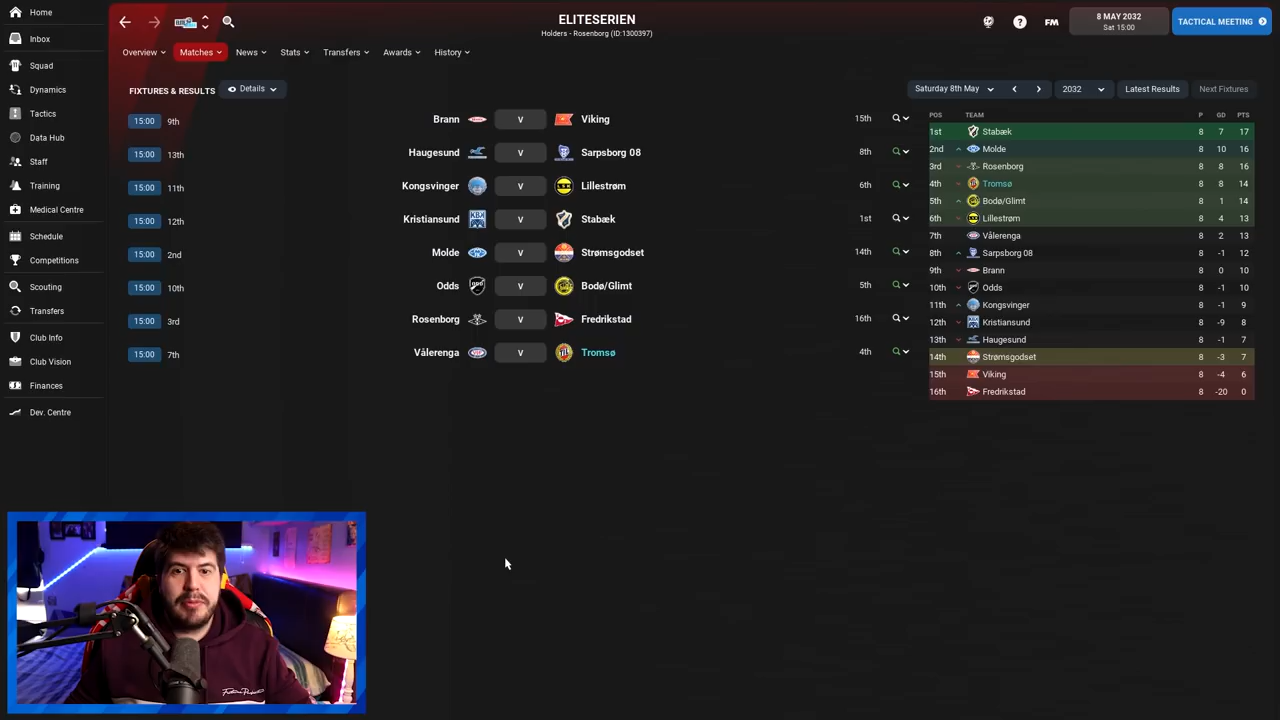 Home
Inbox
Squad
Dynamics
Tactics
Data Hub
Staff
Training
Medical Centre
Schedule
Competitions
Scouting
Transfers
Club Info
Club Vision
Finances
Dev. Centre
ELITESERIEN
Holders - Rosenborg (ID:1300397)
? FM
8 MAY 2032
Sat 15:00
TACTICAL MEETING
Overview Matches News Stats Transfers Awards History
FIXTURES & RESULTS Details
Saturday 8th May 2032 Latest Results Next Fixtures
15:00 9th Brann v Viking 15th
15:00 13th Haugesund v Sarpsborg 08 8th
15:00 11th Kongsvinger v Lillestrøm 6th
15:00 12th Kristiansund v Stabæk 1st
15:00 2nd Molde v Strømsgodset 14th
15:00 10th Odds v Bodø/Glimt 5th
15:00 3rd Rosenborg v Fredrikstad 16th
15:00 7th Vålerenga v Tromsø 4th
POS TEAM P GD PTS
1st Stabæk 8 7 17
2nd Molde 8 10 16
3rd Rosenborg 8 8 16
4th Tromsø 8 8 14
5th Bodø/Glimt 8 1 14
6th Lillestrøm 8 4 13
7th Vålerenga 8 2 13
8th Sarpsborg 08 8 -1 12
9th Brann 8 0 10
10th Odds 8 -1 10
11th Kongsvinger 8 -1 9
12th Kristiansund 8 -9 8
13th Haugesund 8 -1 7
14th Strømsgodset 8 -3 7
15th Viking 8 -4 6
16th Fredrikstad 8 -20 0